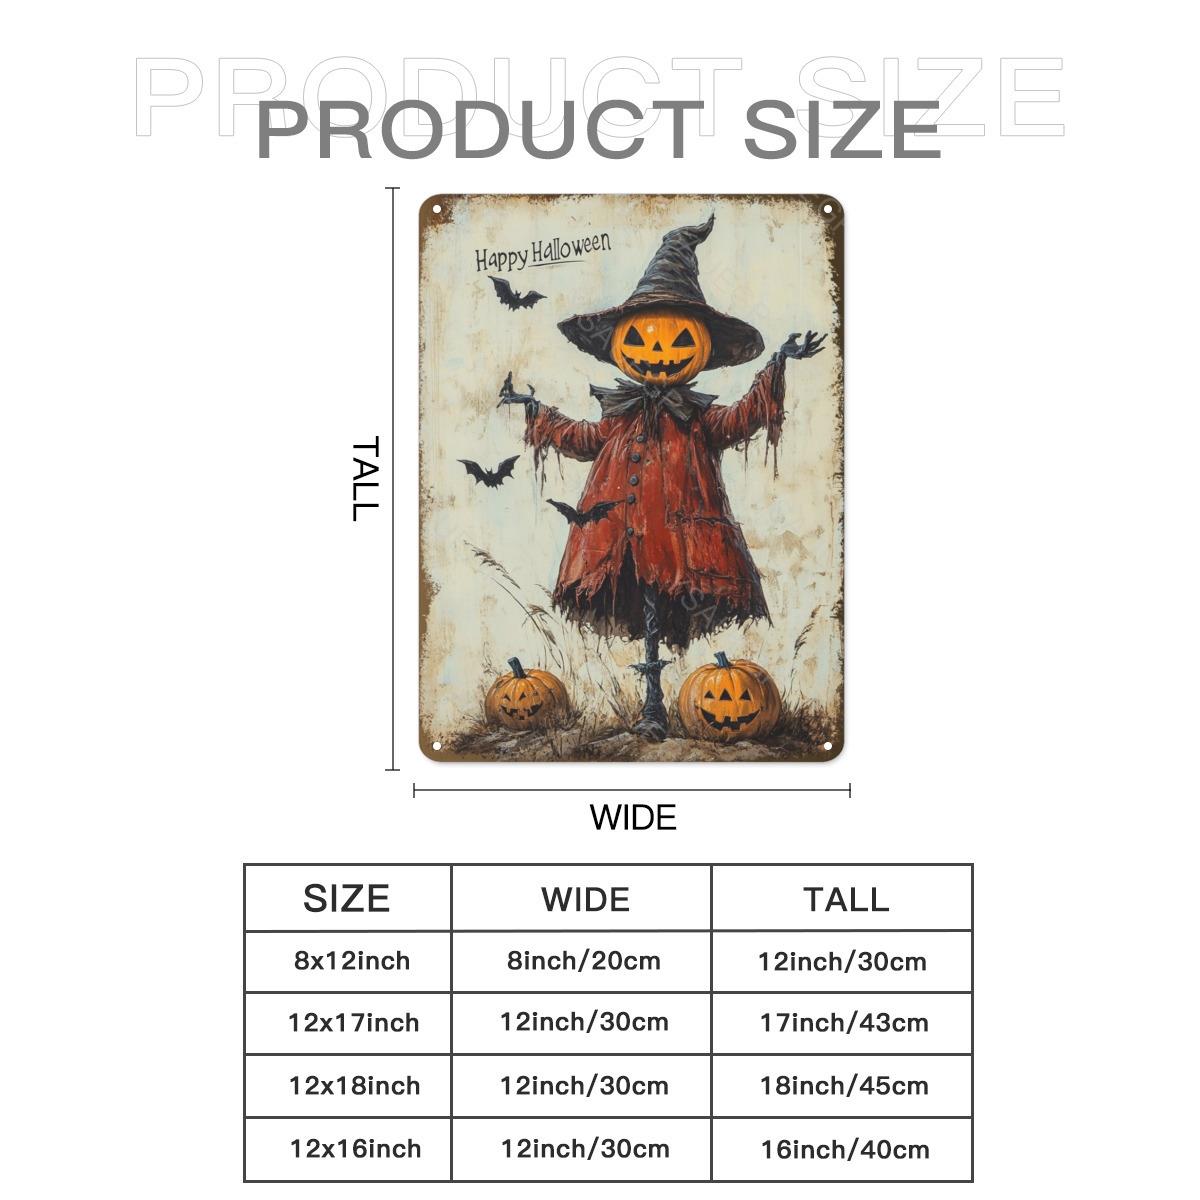 PRODUCT SIZE
PRODUCT SIZE
Happy Halloween
TALL
WIDE
SIZE WIDE TALL
8x12inch 8inch/20cm 12inch/30cm
12x17inch 12inch/30cm 17inch/43cm
12x18inch 12inch/30cm 18inch/45cm
12x16inch 12inch/30cm 16inch/40cm